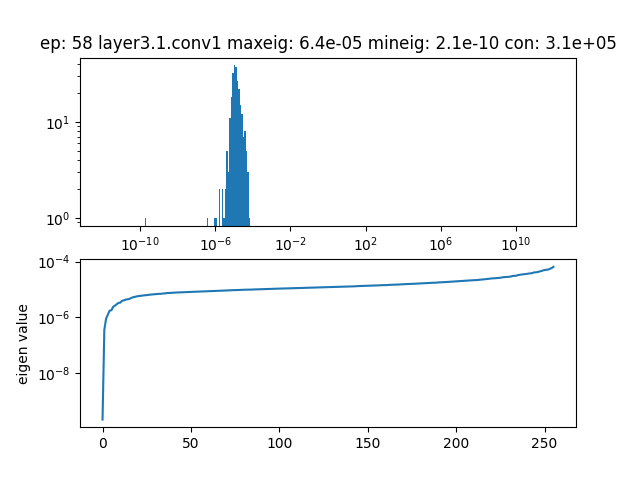 ep: 58 layer3.1.conv1 maxeig: 6.4e-05 mineig: 2.1e-10 con: 3.1e+05
10¹
10⁰
10⁻¹⁰ 10⁻⁶ 10⁻² 10² 10⁶ 10¹⁰
10⁻⁴
10⁻⁶
10⁻⁸
eigen value
0 50 100 150 200 250